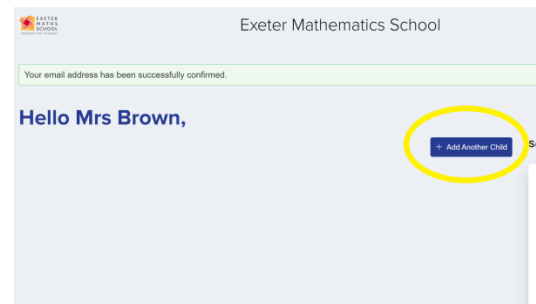 EXETER
MATHS
SCHOOL
Exeter Mathematics School
Your email address has been successfully confirmed.
Hello Mrs Brown,
+ Add Another Child